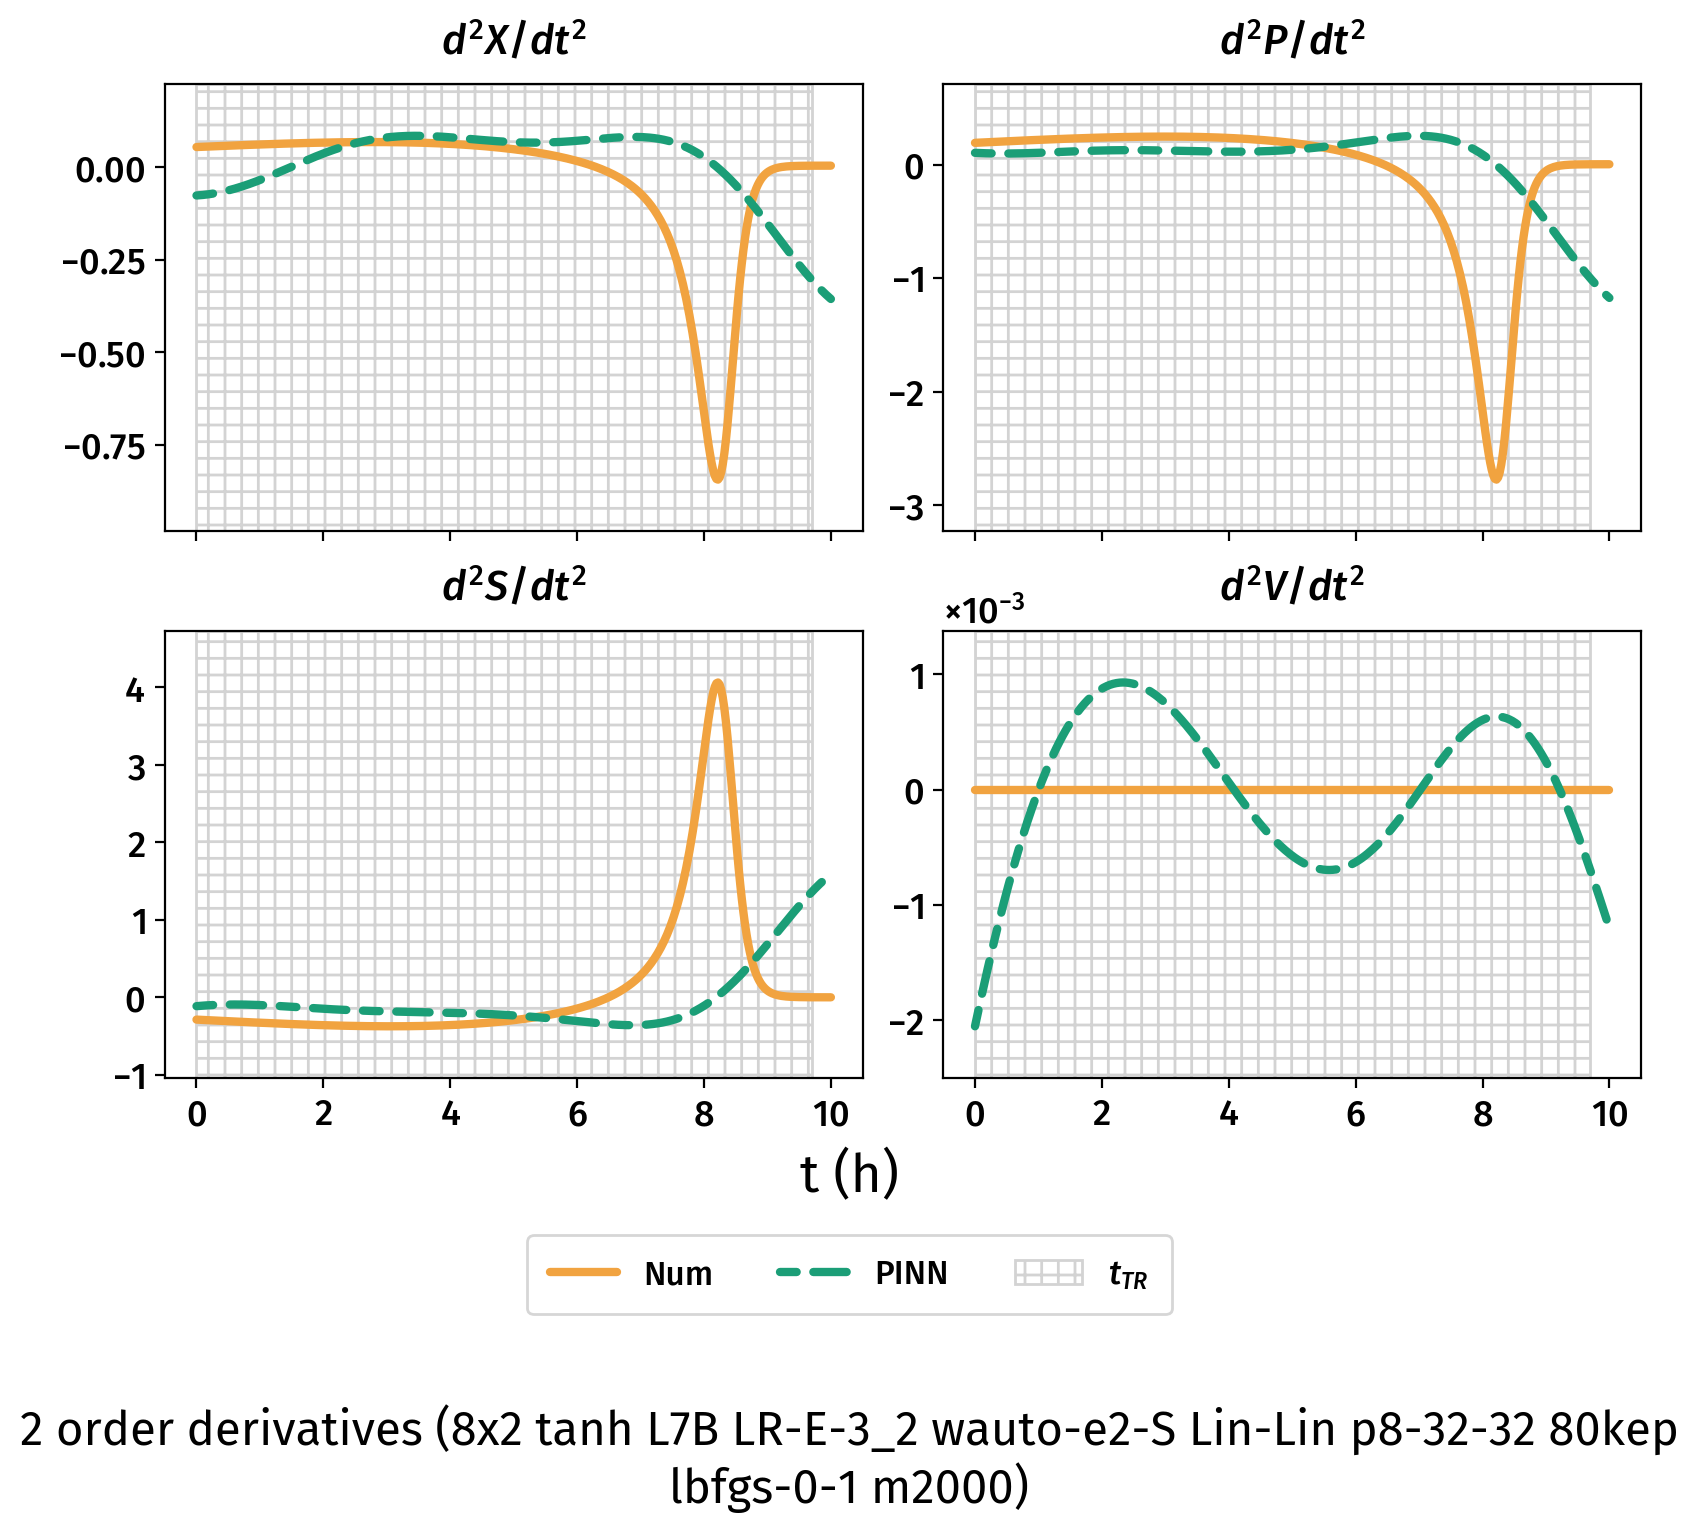 d²X/dt²
d²P/dt²
0.00
−0.25
−0.50
−0.75
0
−1
−2
−3
d²S/dt²
d²V/dt²
×10⁻³
4
3
2
1
0
−1
1
0
−1
−2
0 2 4 6 8 10
0 2 4 6 8 10
t (h)
Num PINN t_TR
2 order derivatives (8x2 tanh L7B LR-E-3_2 wauto-e2-S Lin-Lin p8-32-32 80kep
lbfgs-0-1 m2000)